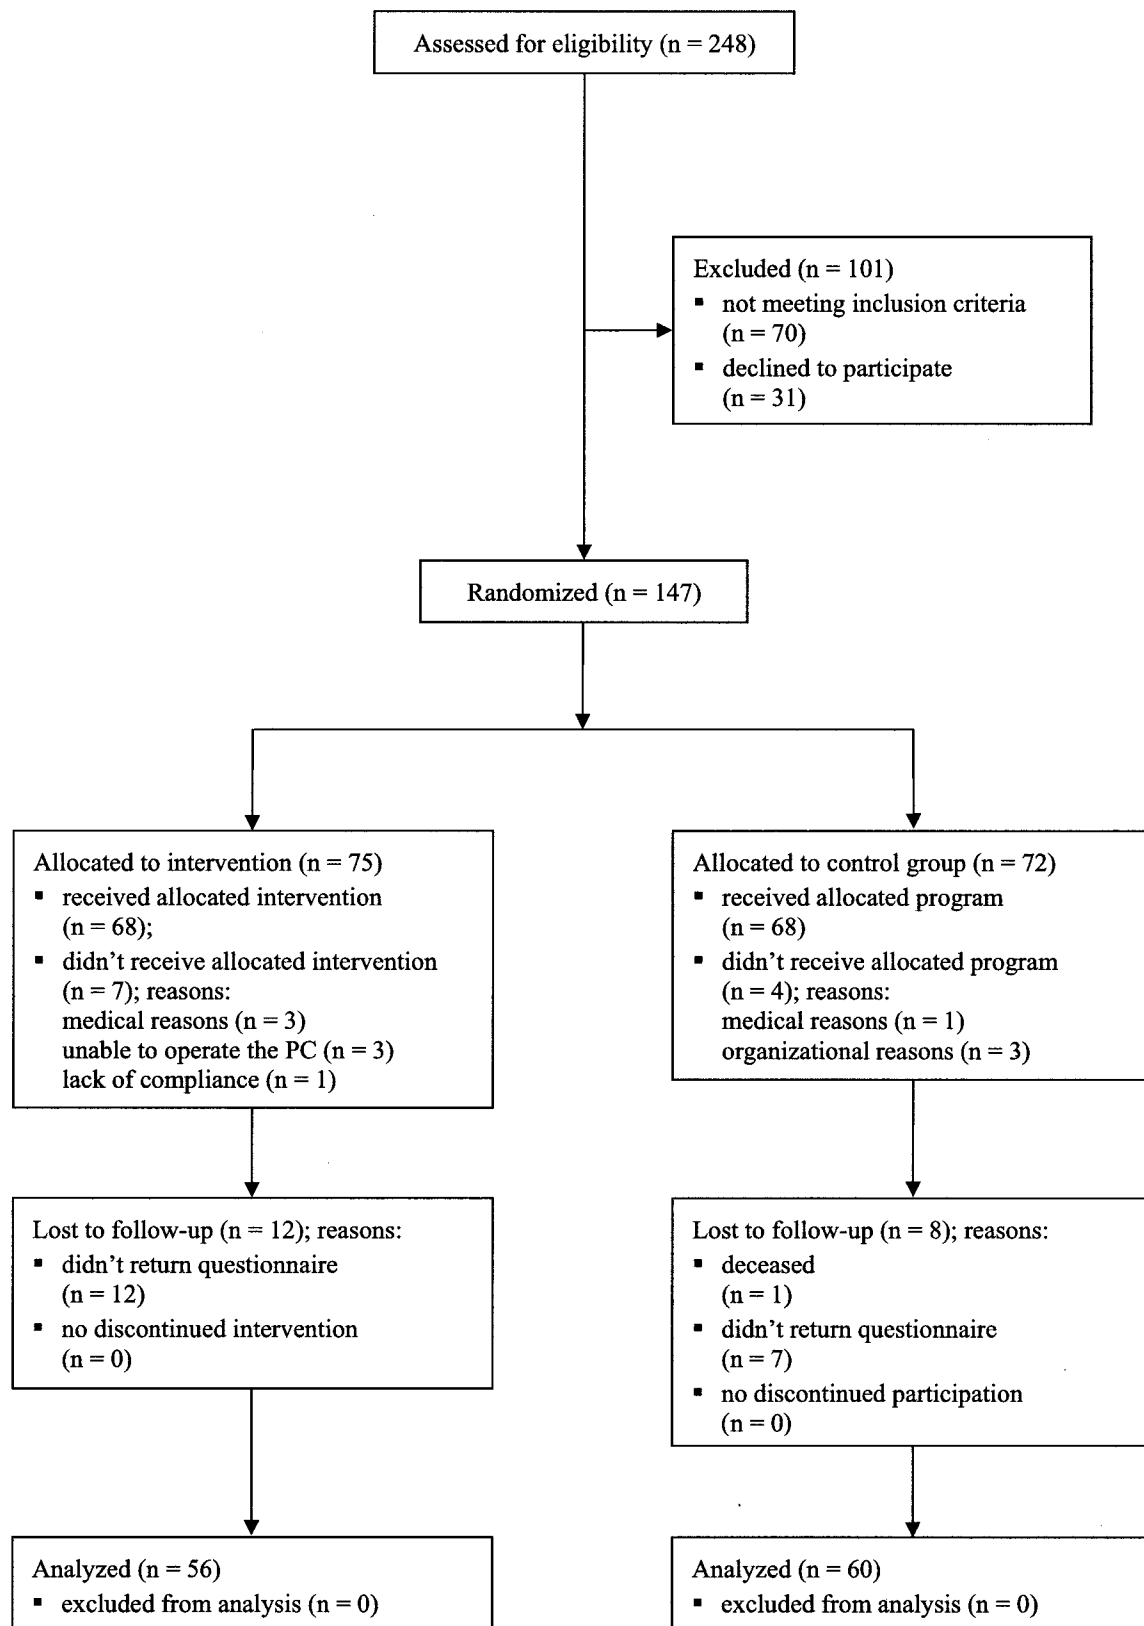 Assessed for eligibility (n = 248)
Excluded (n = 101)
▪ not meeting inclusion criteria
(n = 70)
▪ declined to participate
(n = 31)
Randomized (n = 147)
Allocated to intervention (n = 75)
▪ received allocated intervention
(n = 68);
▪ didn't receive allocated intervention
(n = 7); reasons:
medical reasons (n = 3)
unable to operate the PC (n = 3)
lack of compliance (n = 1)
Allocated to control group (n = 72)
▪ received allocated program
(n = 68)
▪ didn't receive allocated program
(n = 4); reasons:
medical reasons (n = 1)
organizational reasons (n = 3)
Lost to follow-up (n = 12); reasons:
▪ didn't return questionnaire
(n = 12)
▪ no discontinued intervention
(n = 0)
Lost to follow-up (n = 8); reasons:
▪ deceased
(n = 1)
▪ didn't return questionnaire
(n = 7)
▪ no discontinued participation
(n = 0)
Analyzed (n = 56)
▪ excluded from analysis (n = 0)
Analyzed (n = 60)
▪ excluded from analysis (n = 0)